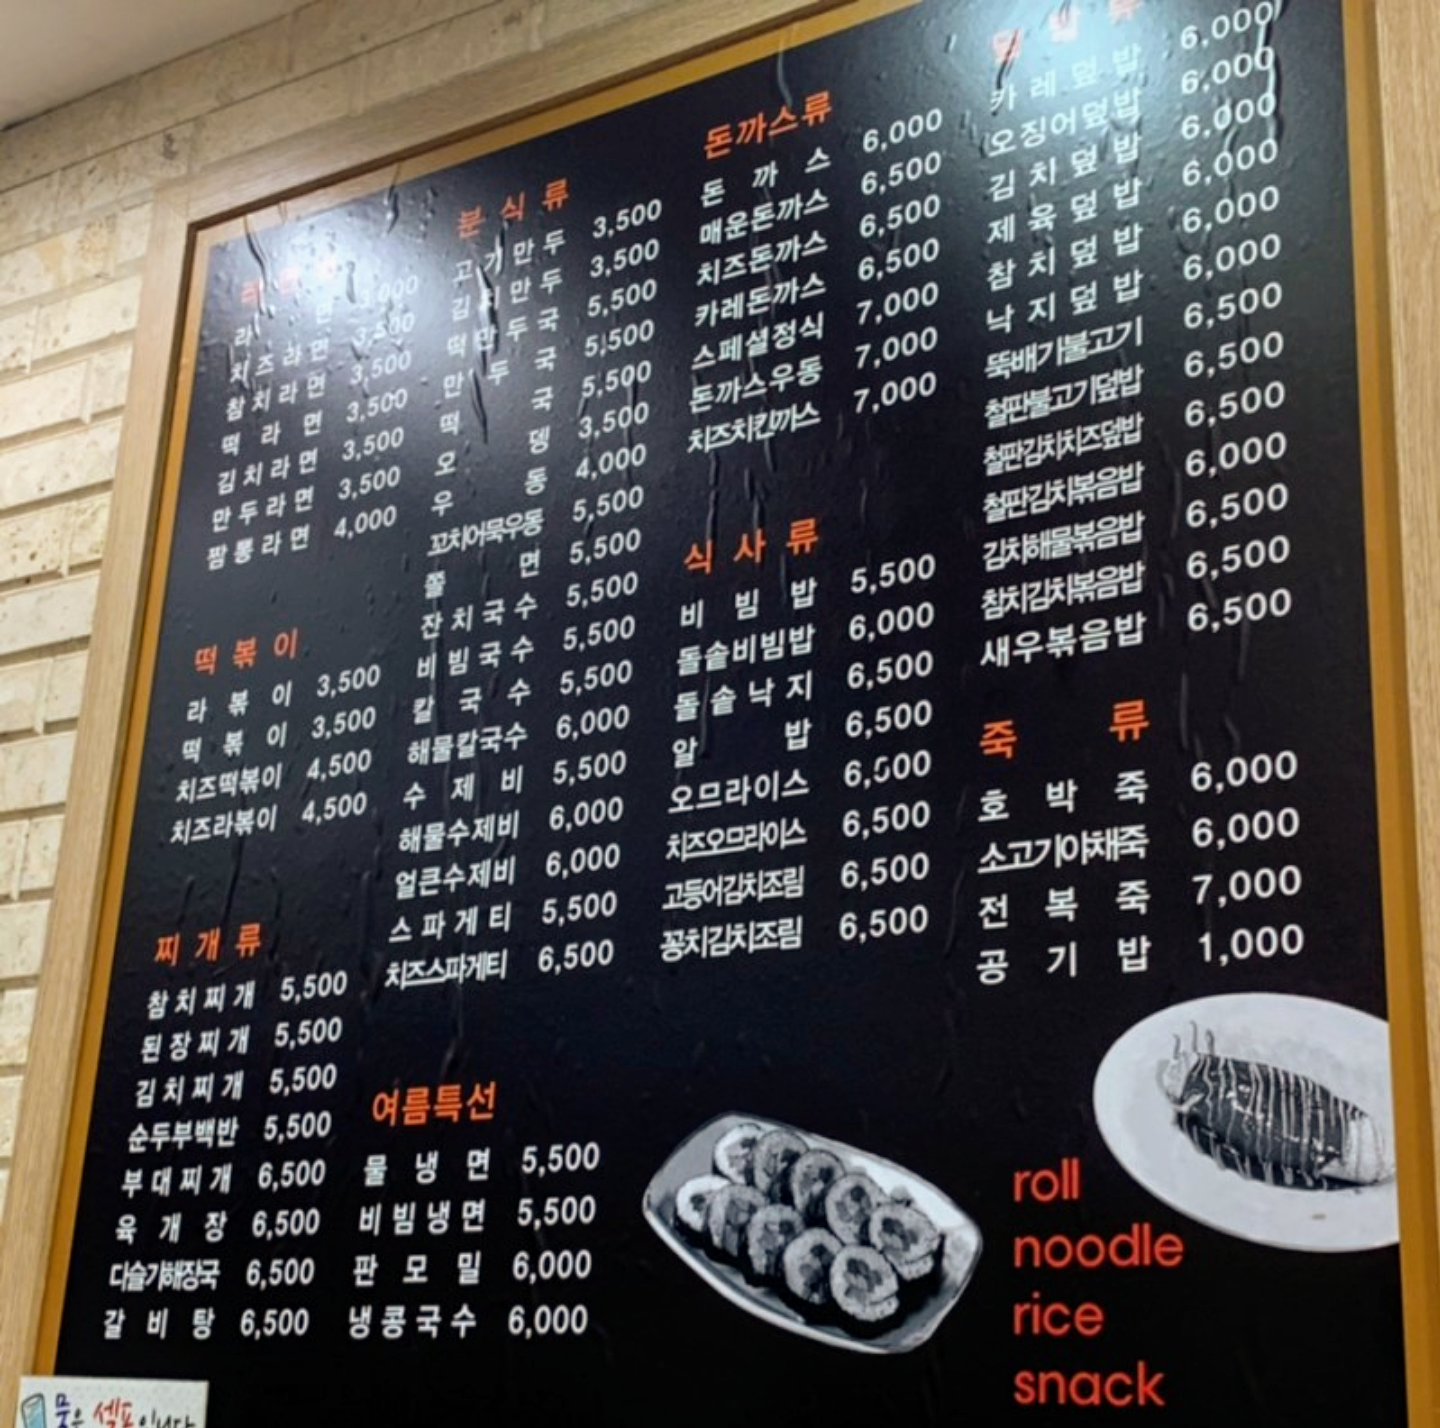 라면류
라 면 3,000
치즈라면 3,500
참치라면 3,500
떡 라 면 3,500
김치라면 3,500
만두라면 3,500
짬뽕라면 4,000
떡볶이
라 볶 이 3,500
떡 볶 이 3,500
치즈떡볶이 4,500
치즈라볶이 4,500
찌개류
참치찌개 5,500
된장찌개 5,500
김치찌개 5,500
순두부백반 5,500
부대찌개 6,500
육 개 장 6,500
다슬기해장국 6,500
갈 비 탕 6,500
분식류
고기만두 3,500
김치만두 3,500
떡만두국 5,500
만 두 국 5,500
떡 국 5,500
오 뎅 3,500
우 동 4,000
꼬치어묵우동 5,500
쫄 면 5,500
잔치국수 5,500
비빔국수 5,500
칼 국 수 5,500
해물칼국수 6,000
수 제 비 5,500
해물수제비 6,000
얼큰수제비 6,000
스파게티 5,500
치즈스파게티 6,500
여름특선
물 냉 면 5,500
비빔냉면 5,500
판 모 밀 6,000
냉콩국수 6,000
돈까스류
돈 까 스 6,000
매운돈까스 6,500
치즈돈까스 6,500
카레돈까스 6,500
스페셜정식 7,000
돈까스우동 7,000
치즈치킨까스 7,000
식사류
비 빔 밥 5,500
돌솥비빔밥 6,000
돌솥낙지 6,500
알 밥 6,500
오므라이스 6,500
치즈오므라이스 6,500
고등어김치조림 6,500
꽁치김치조림 6,500
덮밥류
카레덮밥 6,000
오징어덮밥 6,000
김치덮밥 6,000
제육덮밥 6,000
참치덮밥 6,000
낙지덮밥 6,000
뚝배기불고기 6,500
철판불고기덮밥 6,500
철판김치치즈덮밥 6,500
철판김치볶음밥 6,000
김치해물볶음밥 6,500
참치김치볶음밥 6,500
새우볶음밥 6,500
죽 류
호 박 죽 6,000
소고기야채죽 6,000
전 복 죽 7,000
공 기 밥 1,000
roll
noodle
rice
snack
물은 셀프입니다